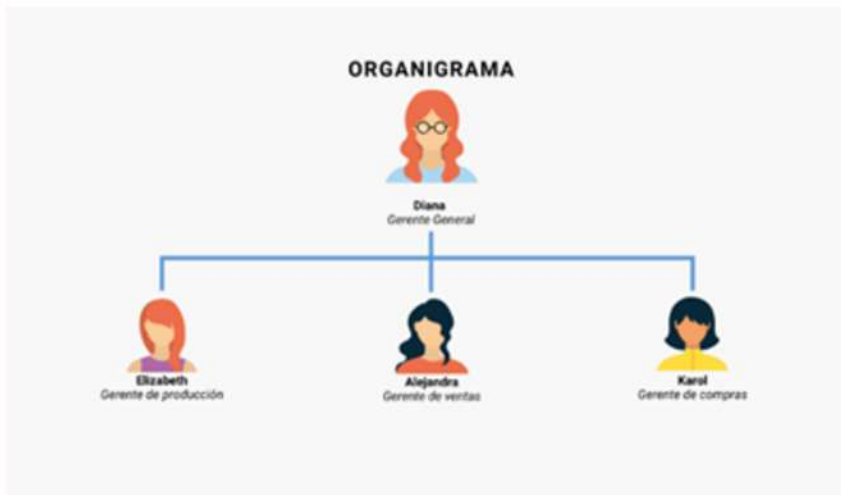 ORGANIGRAMA
Diana
Gerente General
Elizabeth
Gerente de producción
Alejandra
Gerente de ventas
Karol
Gerente de compras